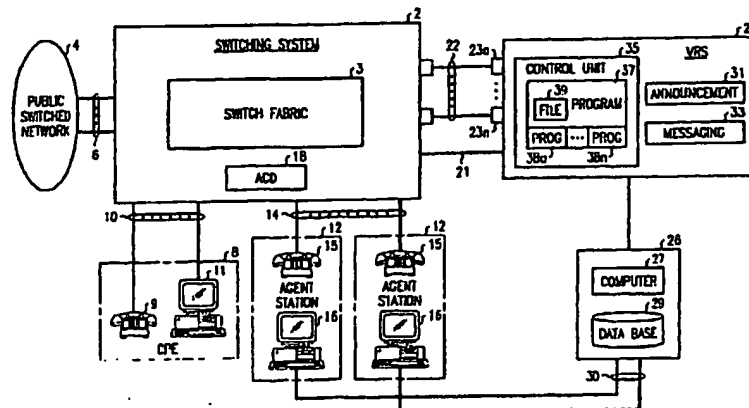 2
2
4
SWITCHING SYSTEM
3
22
23a
35
VRS
CONTROL UNIT
37
31
39
PROGRAM
ANNOUNCEMENT
FILE
33
PUBLIC
SWITCHED
NETWORK
SWITCH FABRIC
PROG ... PROG
MESSAGING
18
23n
38a
38n
6
ACD
21
10
14
12
12
8
15
15
26
11
AGENT
STATION
AGENT
STATION
COMPUTER
27
9
16
16
29
DATA BASE
CPE
30